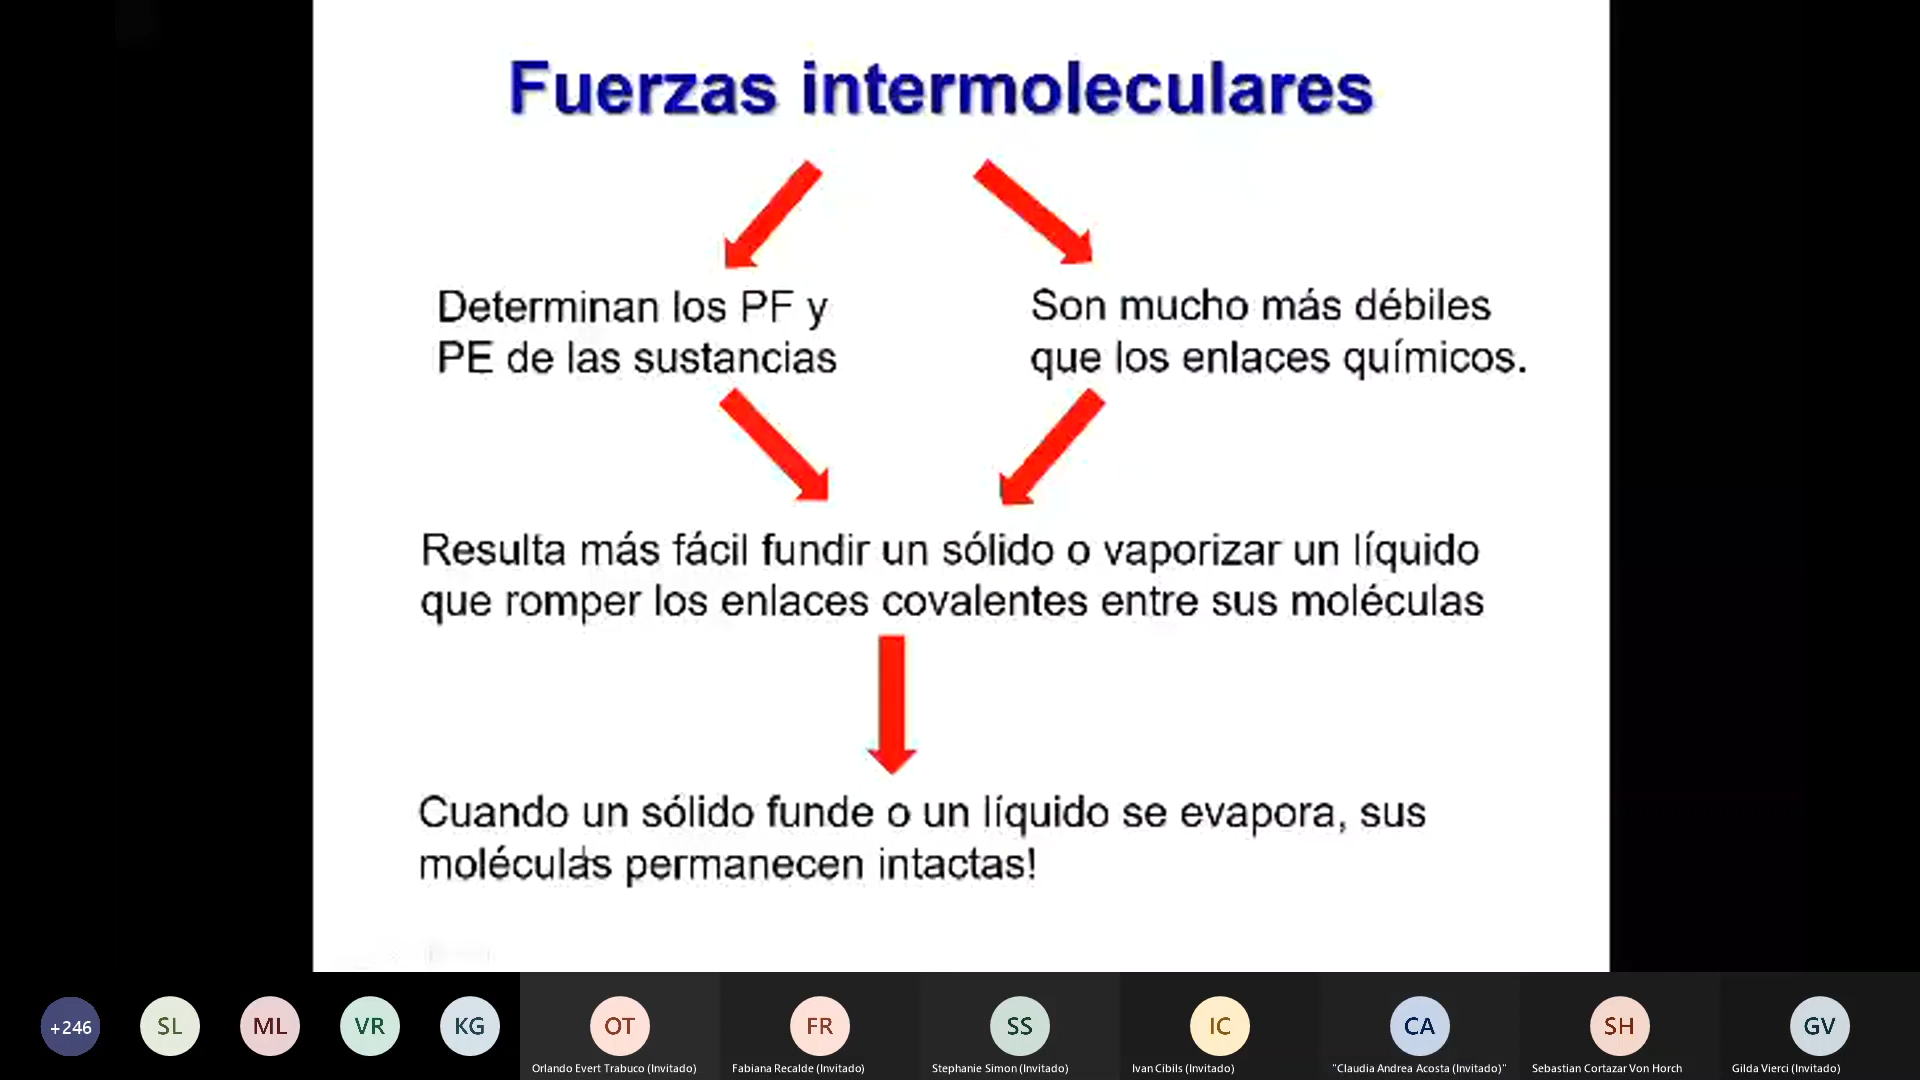 Fuerzas intermoleculares
Determinan los PF y
PE de las sustancias
Son mucho más débiles
que los enlaces químicos.
Resulta más fácil fundir un sólido o vaporizar un líquido
que romper los enlaces covalentes entre sus moléculas
Cuando un sólido funde o un líquido se evapora, sus
moléculas permanecen intactas!
+246
SL
ML
VR
KG
OT
FR
SS
IC
CA
SH
GV
Orlando Evert Trabuco (Invitado)
Fabiana Recalde (Invitado)
Stephanie Simon (Invitado)
Ivan Cibils (Invitado)
"Claudia Andrea Acosta (Invitado)"
Sebastian Cortazar Von Horch
Gilda Vierci (Invitado)